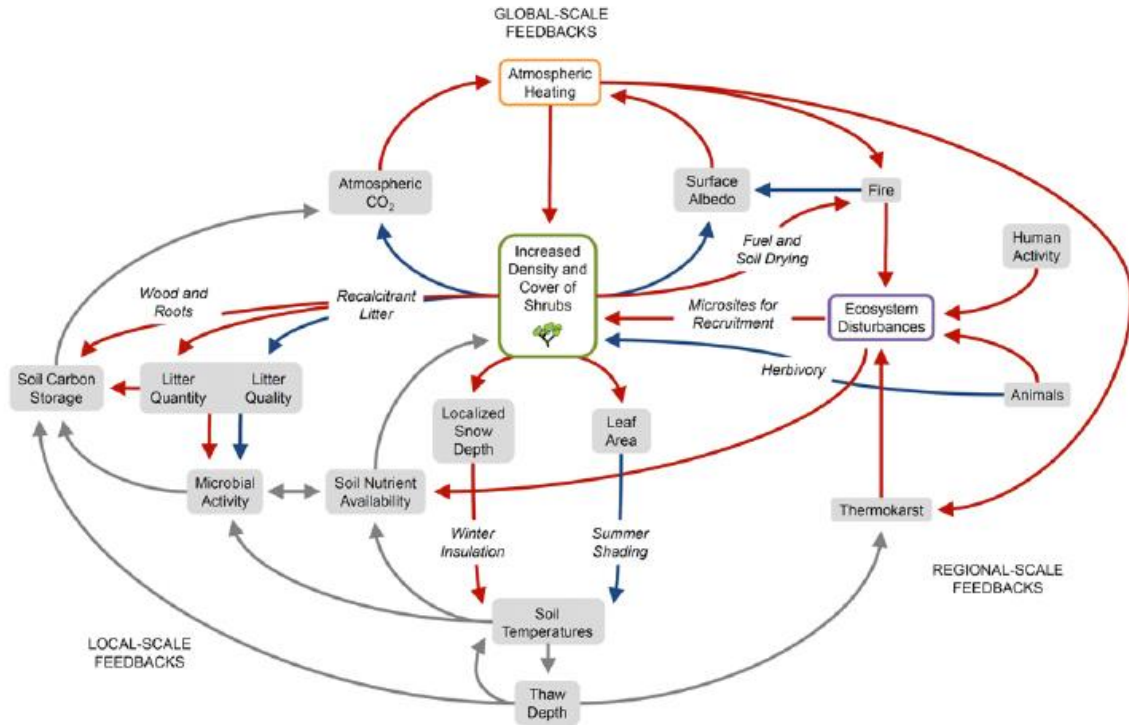 GLOBAL-SCALE
FEEDBACKS
Atmospheric
Heating
Atmospheric
CO₂
Surface
Albedo
Fire
Human
Activity
Increased
Density and
Cover of
Shrubs
Fuel and
Soil Drying
Wood and
Roots
Recalcitrant
Litter
Microsites for
Recruitment
Ecosystem
Disturbances
Herbivory
Animals
Soil Carbon
Storage
Litter
Quantity
Litter
Quality
Localized
Snow
Depth
Leaf
Area
Microbial
Activity
Soil Nutrient
Availability
Thermokarst
Winter
Insulation
Summer
Shading
REGIONAL-SCALE
FEEDBACKS
Soil
Temperatures
LOCAL-SCALE
FEEDBACKS
Thaw
Depth